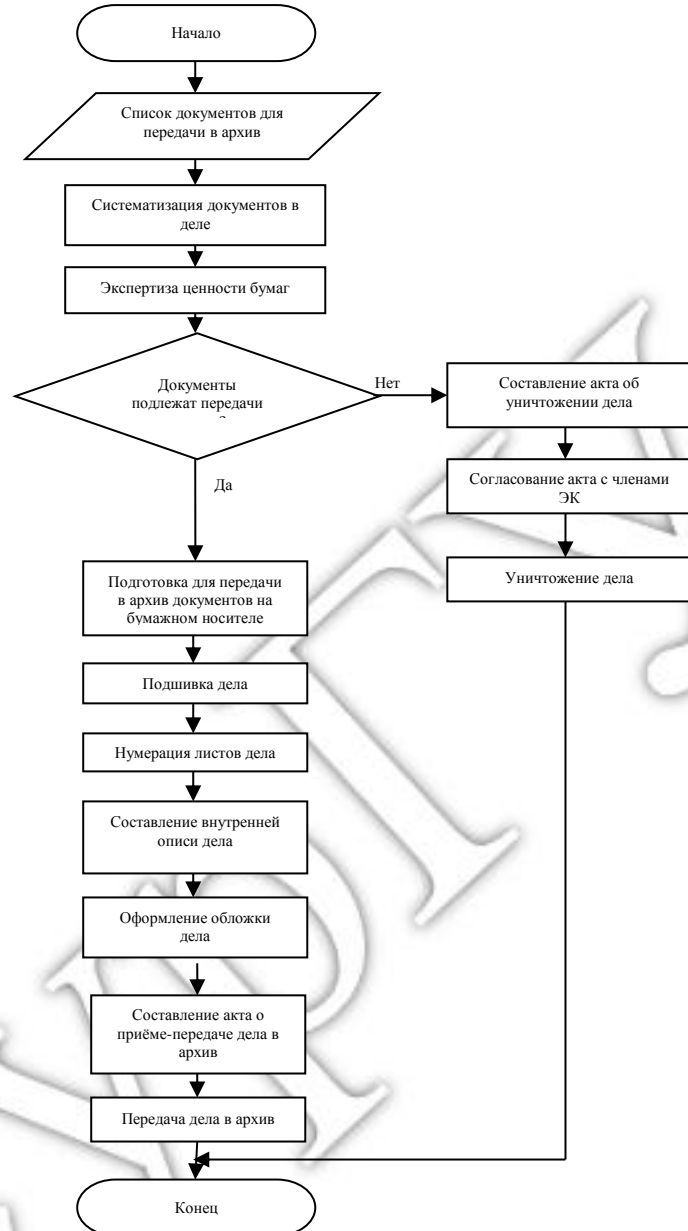 Начало
Список документов для
передачи в архив
Систематизация документов в
деле
Экспертиза ценности бумаг
Документы
подлежат передачи
Нет
Составление акта об
уничтожении дела
Согласование акта с членами
ЭК
Уничтожение дела
Да
Подготовка для передачи
в архив документов на
бумажном носителе
Подшивка дела
Нумерация листов дела
Составление внутренней
описи дела
Оформление обложки
дела
Составление акта о
приёме-передаче дела в
архив
Передача дела в архив
Конец